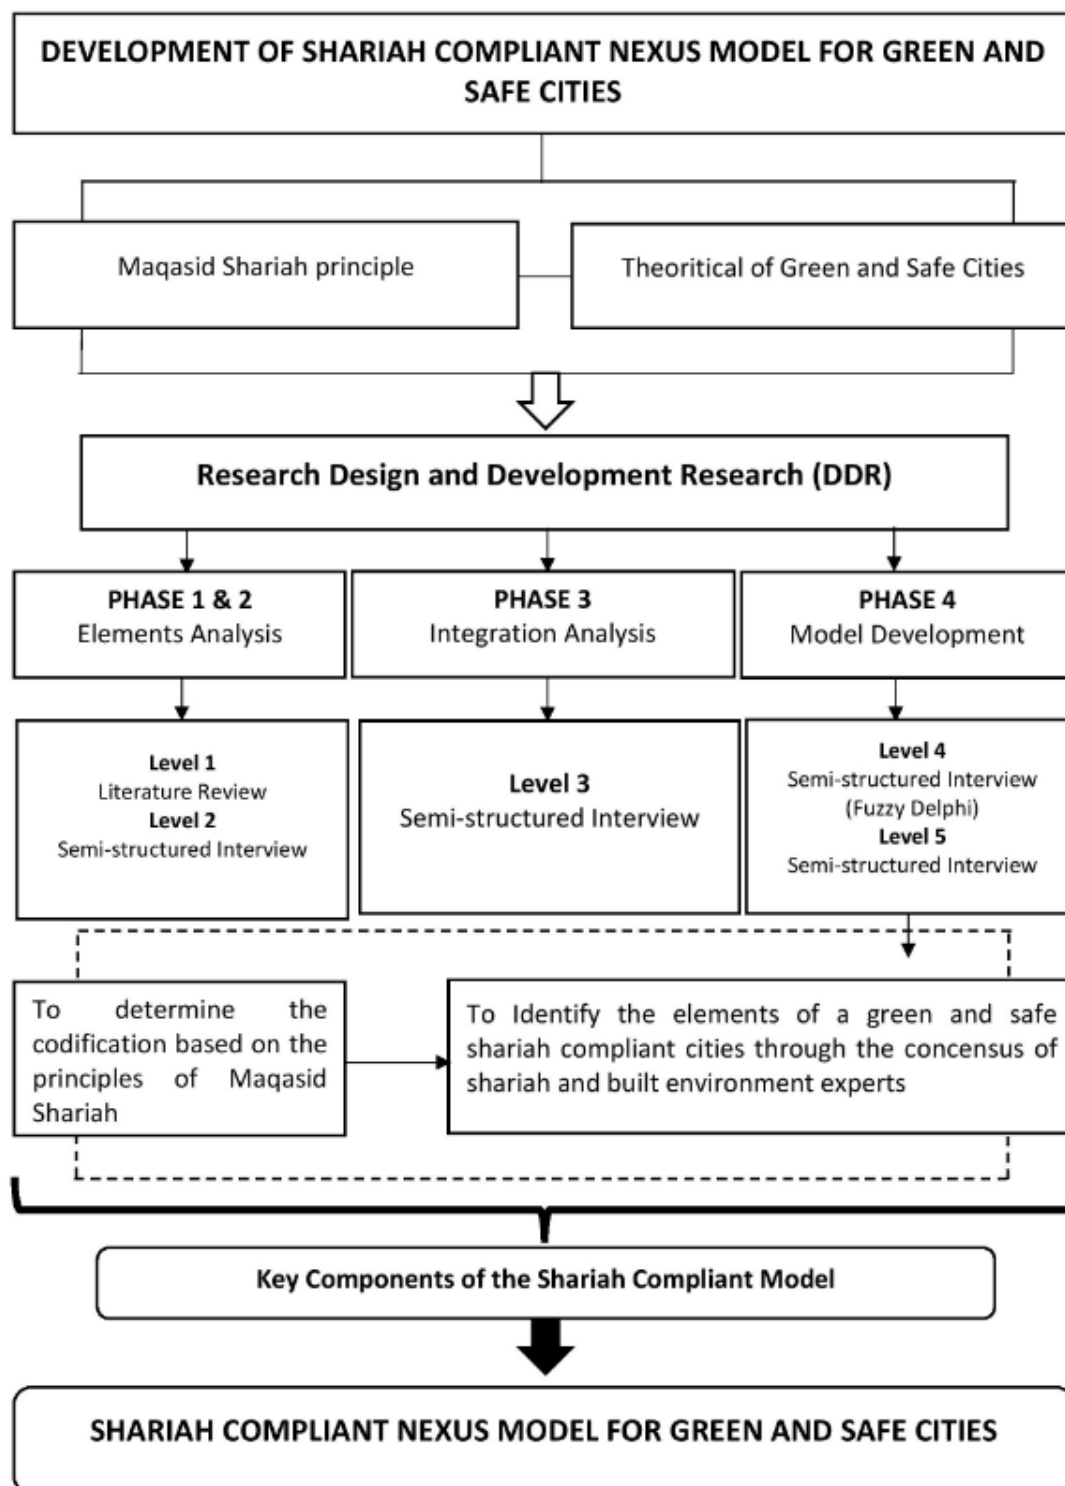 DEVELOPMENT OF SHARIAH COMPLIANT NEXUS MODEL FOR GREEN AND
SAFE CITIES
Maqasid Shariah principle
Theoritical of Green and Safe Cities
Research Design and Development Research (DDR)
PHASE 1 & 2
Elements Analysis
PHASE 3
Integration Analysis
PHASE 4
Model Development
Level 1
Literature Review
Level 2
Semi-structured Interview
Level 3
Semi-structured Interview
Level 4
Semi-structured Interview
(Fuzzy Delphi)
Level 5
Semi-structured Interview
To determine the
codification based on the
principles of Maqasid
Shariah
To Identify the elements of a green and safe
shariah compliant cities through the concensus of
shariah and built environment experts
Key Components of the Shariah Compliant Model
SHARIAH COMPLIANT NEXUS MODEL FOR GREEN AND SAFE CITIES